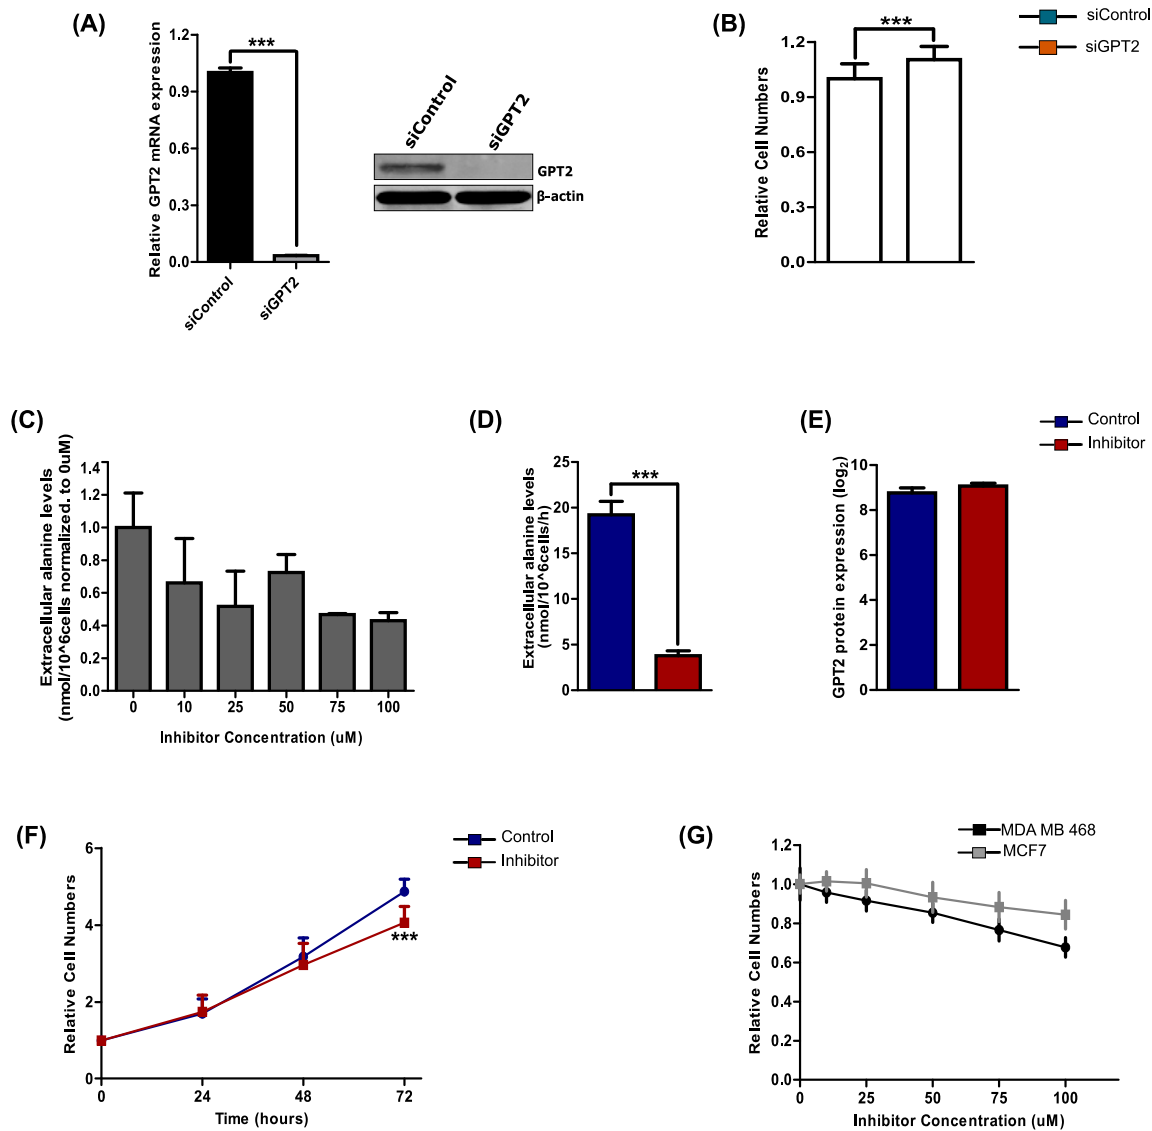 (A)
Relative GPT2 mRNA expression
1.2
0.9
0.6
0.3
0.0
***
siControl
siGPT2
siControl
siGPT2
GPT2
β-actin
(B)
Relative Cell Numbers
1.2
0.9
0.6
0.3
0.0
***
siControl
siGPT2
(C)
Extracellular alanine levels
(nmol/10^6cells normalized. to 0uM)
1.4
1.2
1.0
0.8
0.6
0.4
0.2
0.0
0 10 25 50 75 100
Inhibitor Concentration (uM)
(D)
Extracellular alanine levels
(nmol/10^6cells/h)
25
20
15
10
5
0
***
(E)
GPT2 protein expression (log2)
10
8
6
4
2
0
Control
Inhibitor
(F)
Relative Cell Numbers
6
4
2
0
0 24 48 72
Time (hours)
Control
Inhibitor
***
(G)
Relative Cell Numbers
1.2
1.0
0.8
0.6
0.4
0.2
0.0
0 25 50 75 100
Inhibitor Concentration (uM)
MDA MB 468
MCF7